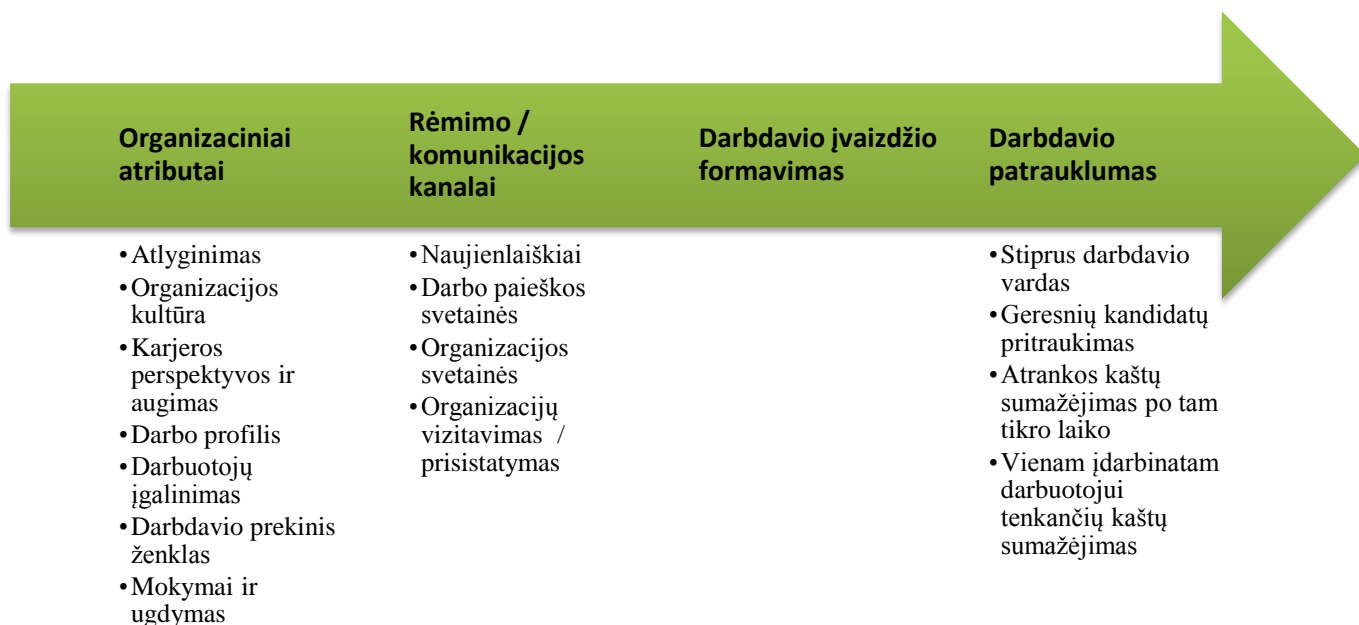 Organizaciniai
atributai
Rėmimo /
komunikacijos
kanalai
Darbdavio įvaizdžio
formavimas
Darbdavio
patrauklumas
•Atlyginimas
•Organizacijos
kultūra
•Karjeros
perspektyvos ir
augimas
•Darbo profilis
•Darbuotojų
įgalinimas
•Darbdavio prekinis
ženklas
•Mokymai ir
ugdymas
•Naujienlaiškiai
•Darbo paieškos
svetainės
•Organizacijos
svetainės
•Organizacijų
vizitavimas /
prisistatymas
•Stiprus darbdavio
vardas
•Geresnių kandidatų
pritraukimas
•Atrankos kaštų
sumažėjimas po tam
tikro laiko
•Vienam įdarbinatam
darbuotojui
tenkančių kaštų
sumažėjimas